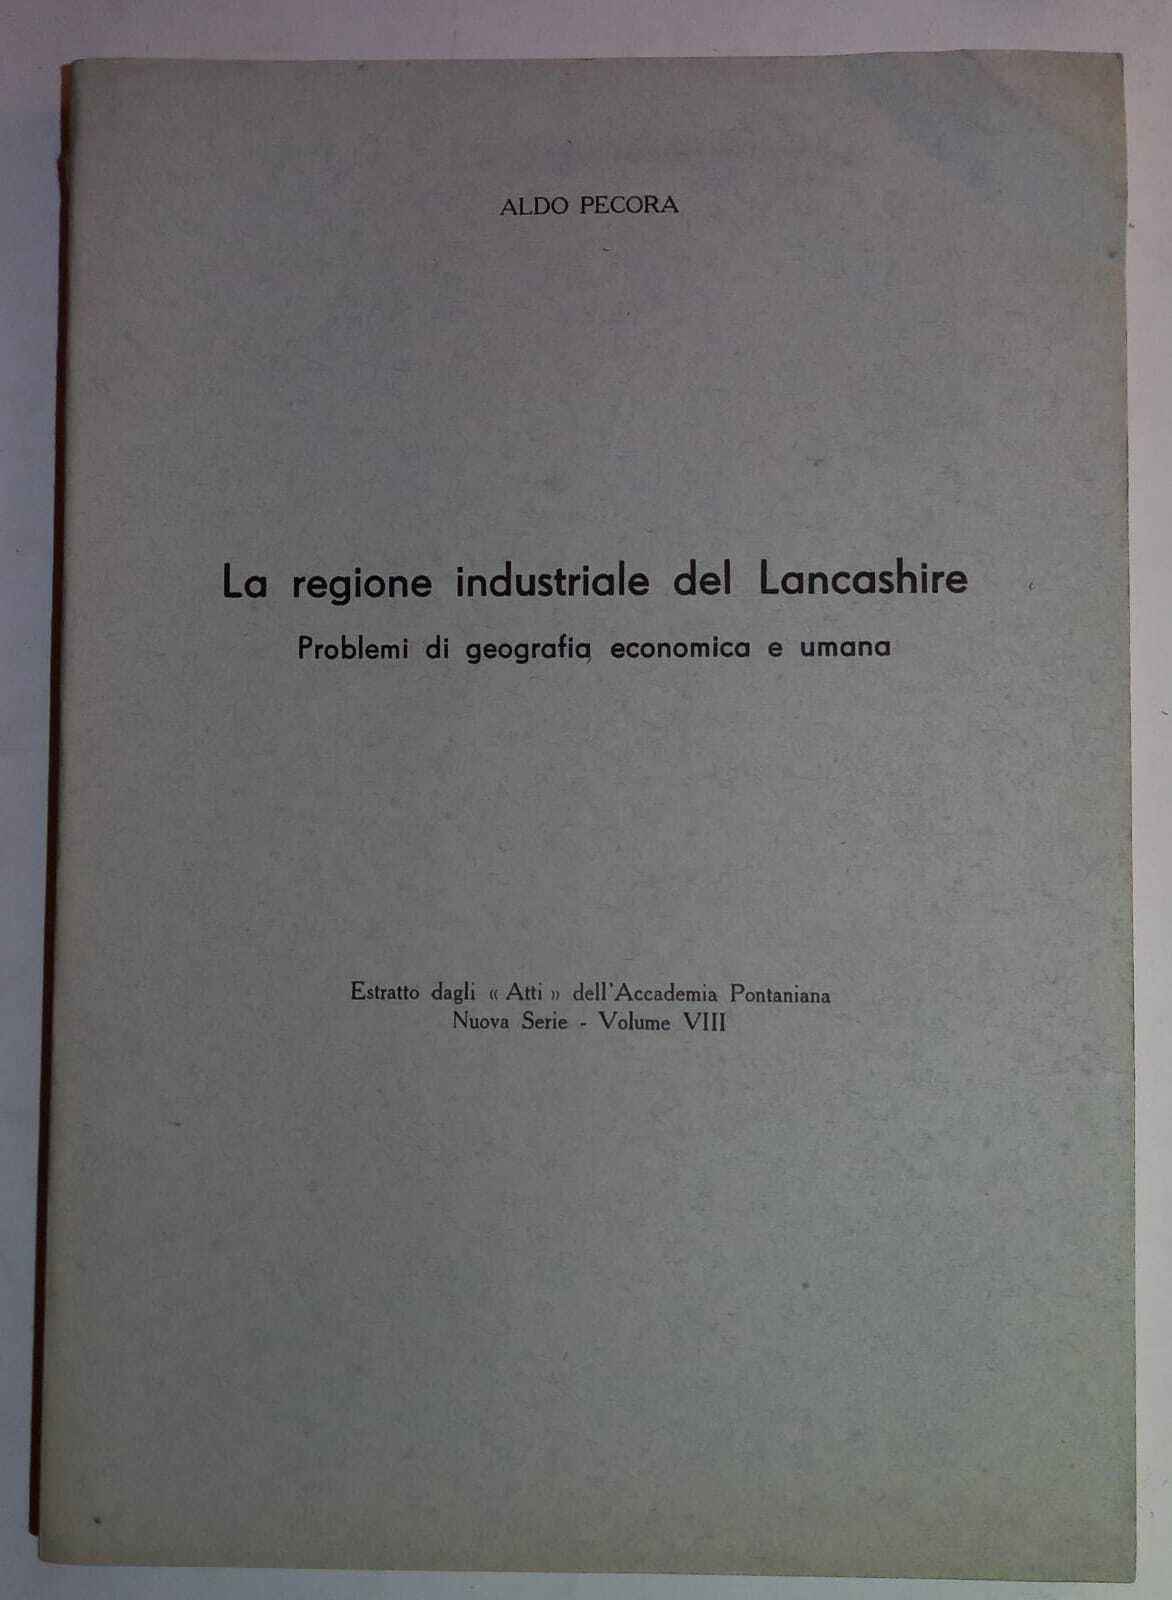 ALDO PECORA
La regione industriale del Lancashire
Problemi di geografia economica e umana
Estratto dagli « Atti » dell'Accademia Pontaniana
Nuova Serie - Volume VIII